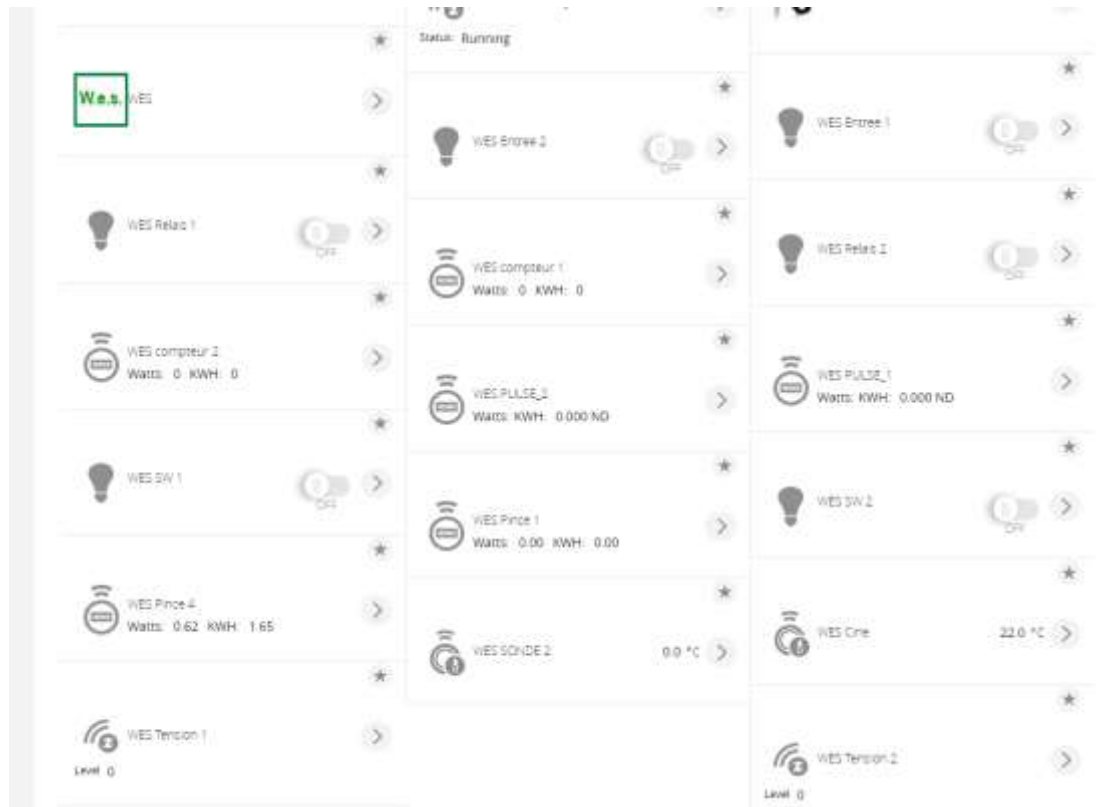 W.e.s. WES
WES Relais 1
OFF
WES compteur 2
Watts: 0 KWH: 0
WES SW 1
OFF
WES Pince 4
Watts: 0.62 KWH: 1.65
WES Tension 1
Level 0
Status: Running
WES Entree 2
OFF
WES compteur 1
Watts: 0 KWH: 0
WES PULSE_2
Watts: KWH: 0.000 ND
WES Pince 1
Watts: 0.00 KWH: 0.00
WES SONDE 2 0.0 °C
WES Entree 1
OFF
WES Relais 2
OFF
WES PULSE_1
Watts: KWH: 0.000 ND
WES SW 2
OFF
WES Cine 22.0 °C
WES Tension 2
Level 0